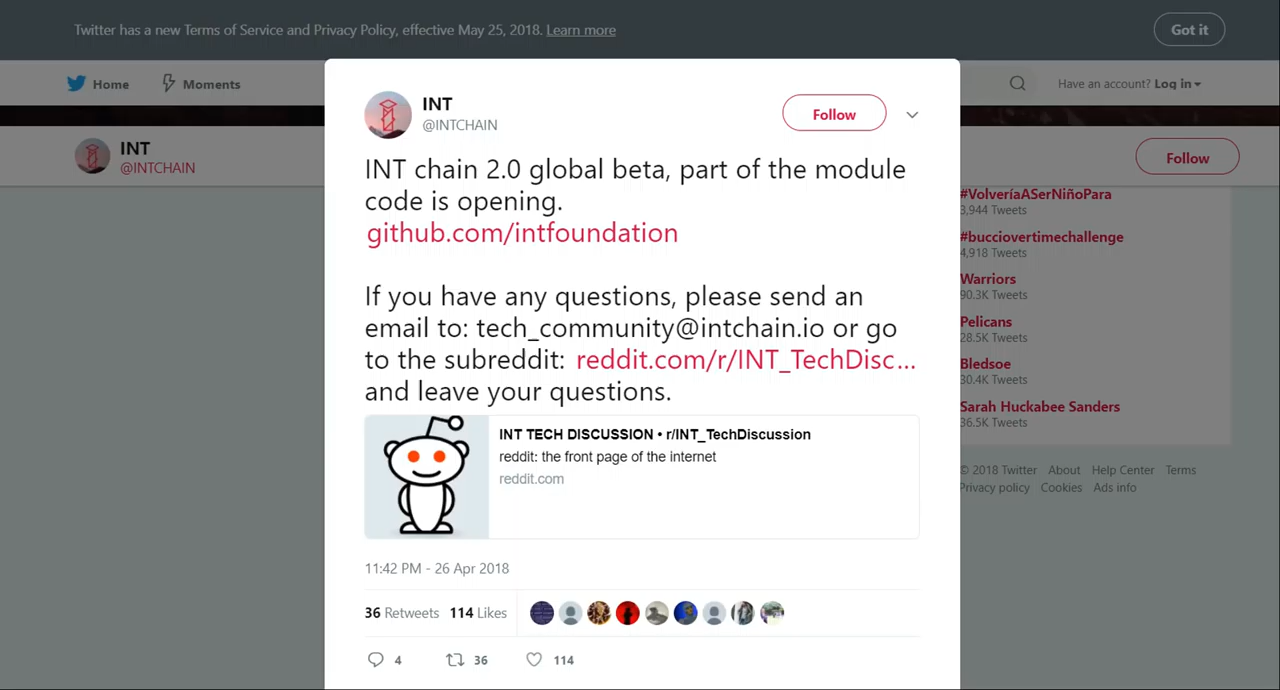 Twitter has a new Terms of Service and Privacy Policy, effective May 25, 2018. Learn more
Got it
Home
Moments
Have an account? Log in
INT
@INTCHAIN
Follow
INT
@INTCHAIN
Follow
INT chain 2.0 global beta, part of the module
code is opening.
github.com/intfoundation
If you have any questions, please send an
email to: tech_community@intchain.io or go
to the subreddit: reddit.com/r/INT_TechDisc...
and leave your questions.
INT TECH DISCUSSION • r/INT_TechDiscussion
reddit: the front page of the internet
reddit.com
11:42 PM - 26 Apr 2018
36 Retweets 114 Likes
4 36 114
#VolveríaASerNiñoPara
3,944 Tweets
#bucciovertimechallenge
4,918 Tweets
Warriors
90.3K Tweets
Pelicans
28.5K Tweets
Bledsoe
30.4K Tweets
Sarah Huckabee Sanders
36.5K Tweets
© 2018 Twitter About Help Center Terms
Privacy policy Cookies Ads info